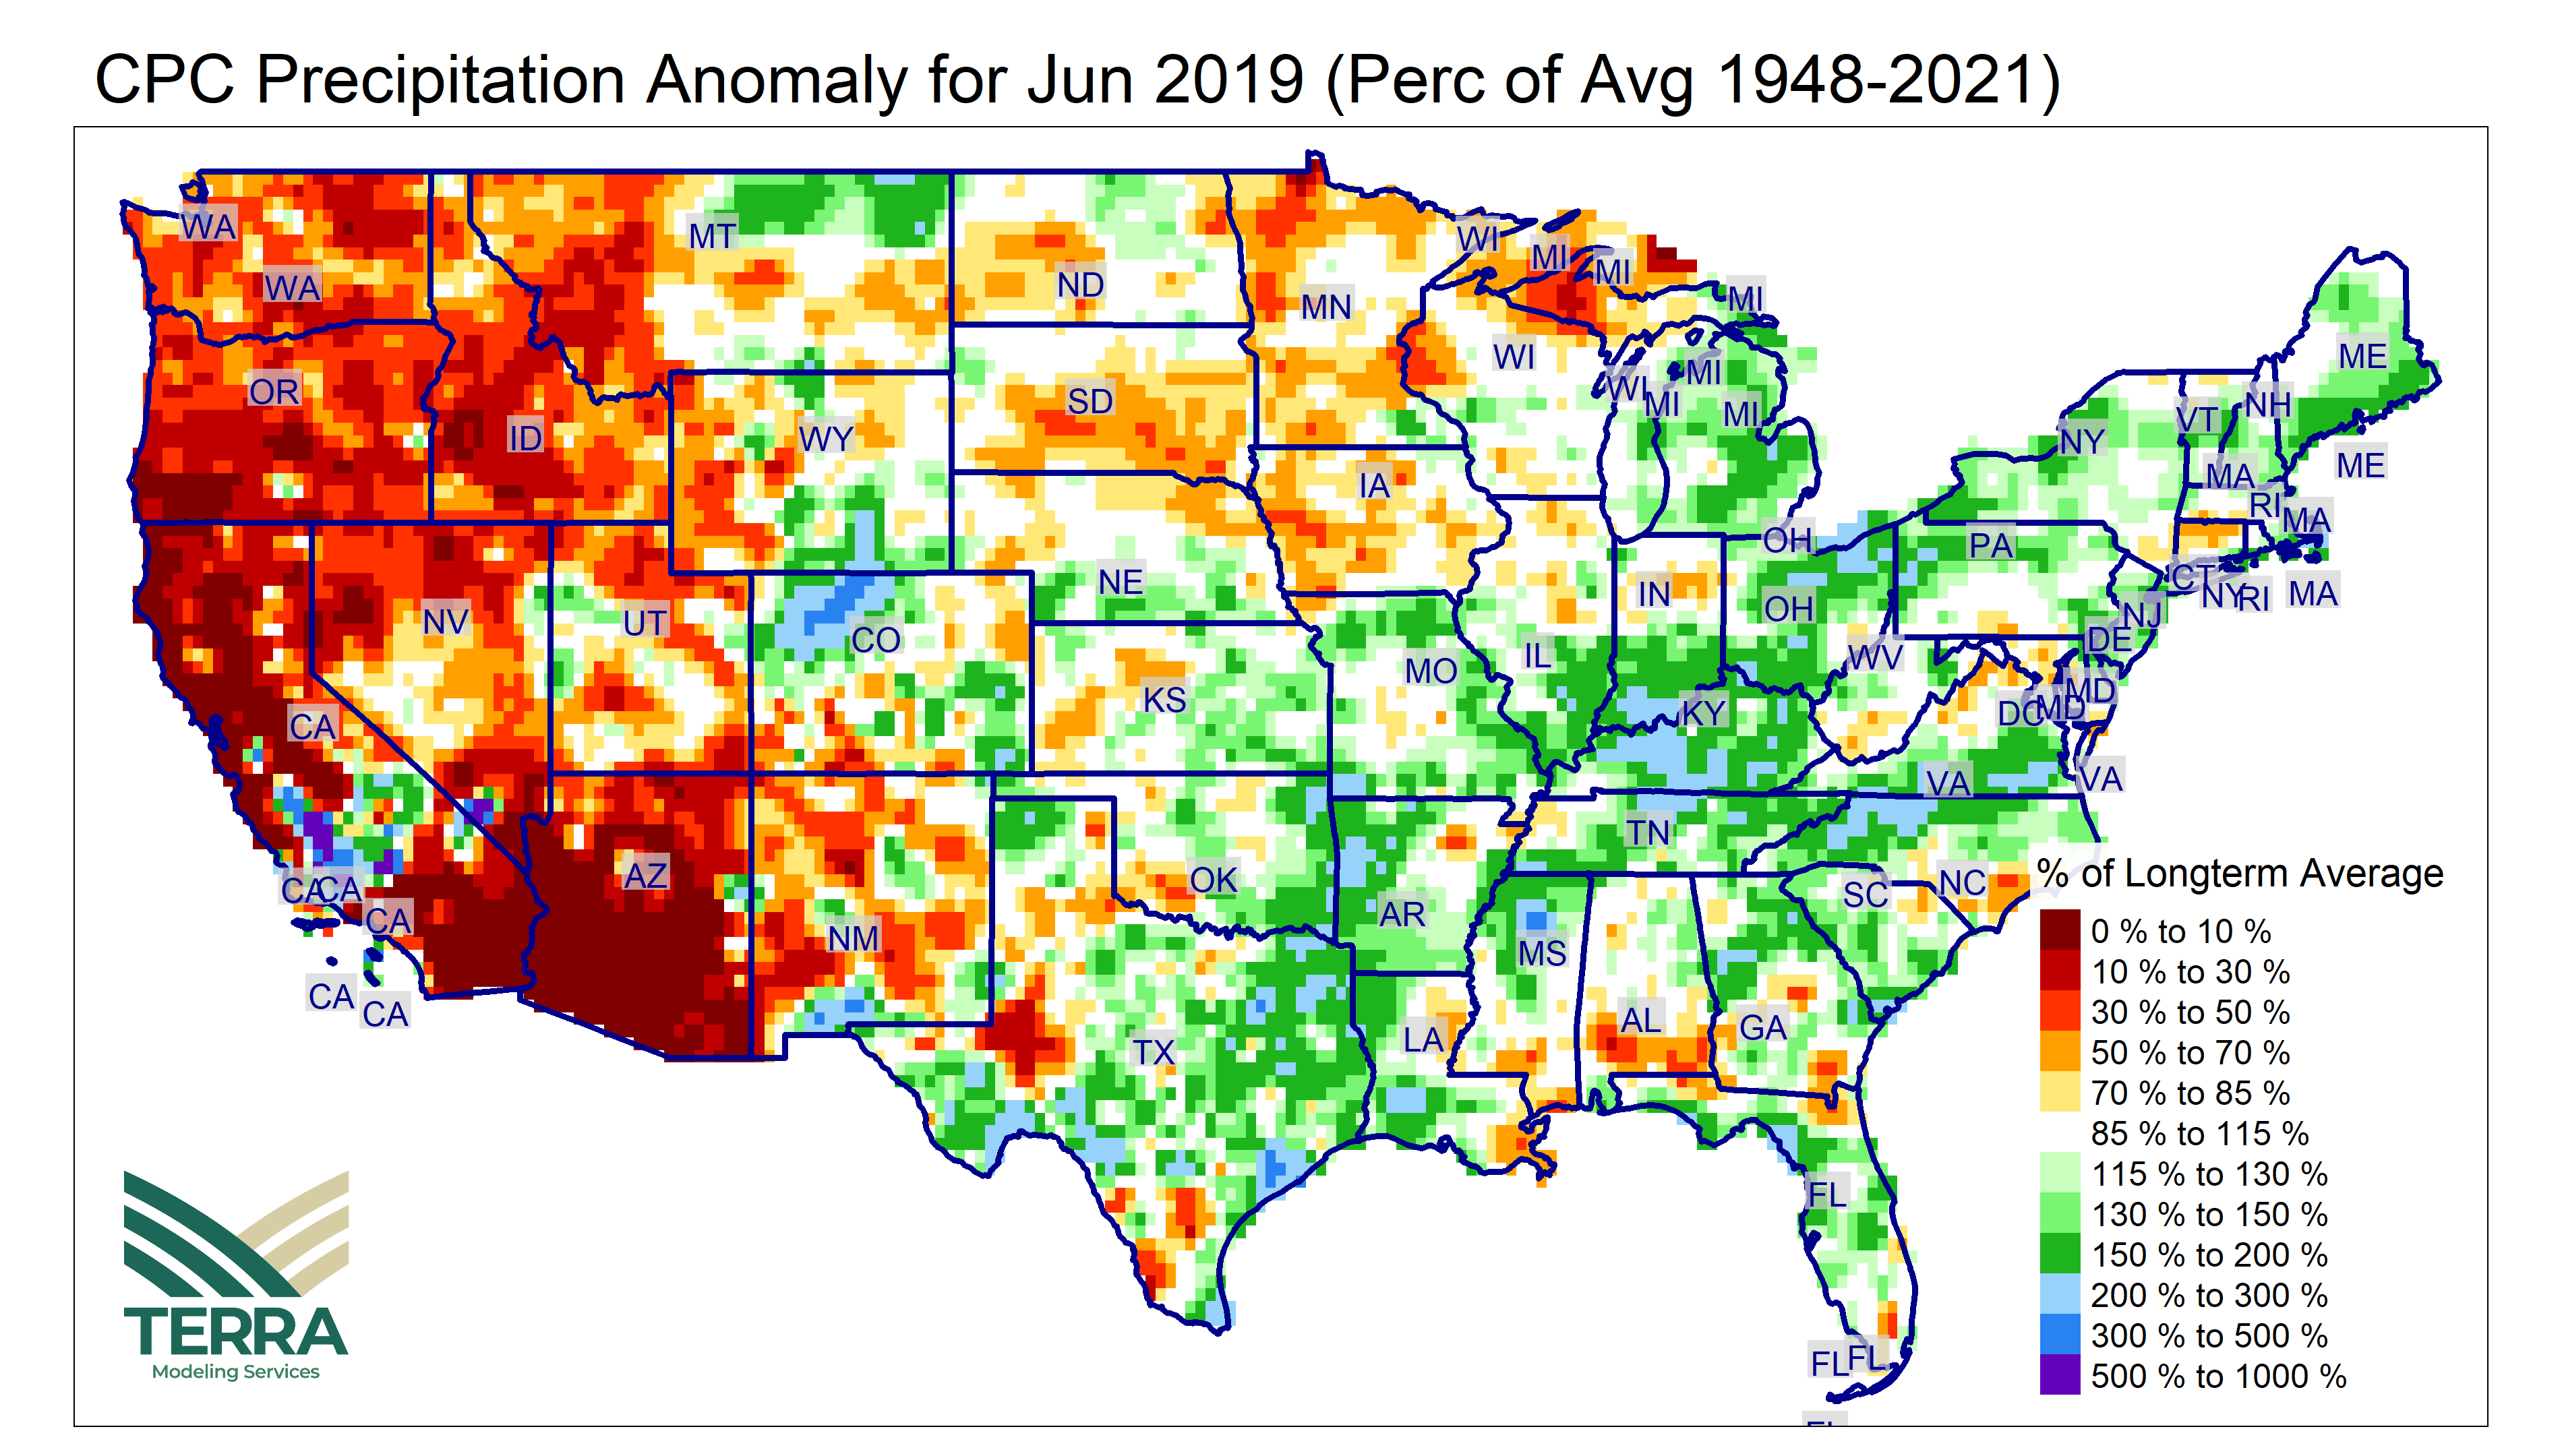 CPC Precipitation Anomaly for Jun 2019 (Perc of Avg 1948-2021)
WA
MT
WI
MI
MI
WA
ND
MN
MI
OR
SD
WI
WI
MI
MI
MI
ME
ID
WY
IA
NY
VT
NH
MA
ME
RI
MA
NV
UT
CO
NE
IN
OH
OH
PA
CT
NY
RI
MA
NJ
DE
CA
KS
MO
IL
KY
WV
DC
MD
MD
VA
VA
AZ
OK
TN
CA
CA
CA
NM
AR
MS
SC
NC
CA
CA
TX
LA
AL
GA
FL
FL
FL
% of Longterm Average
0 % to 10 %
10 % to 30 %
30 % to 50 %
50 % to 70 %
70 % to 85 %
85 % to 115 %
115 % to 130 %
130 % to 150 %
150 % to 200 %
200 % to 300 %
300 % to 500 %
500 % to 1000 %
TERRA
Modeling Services